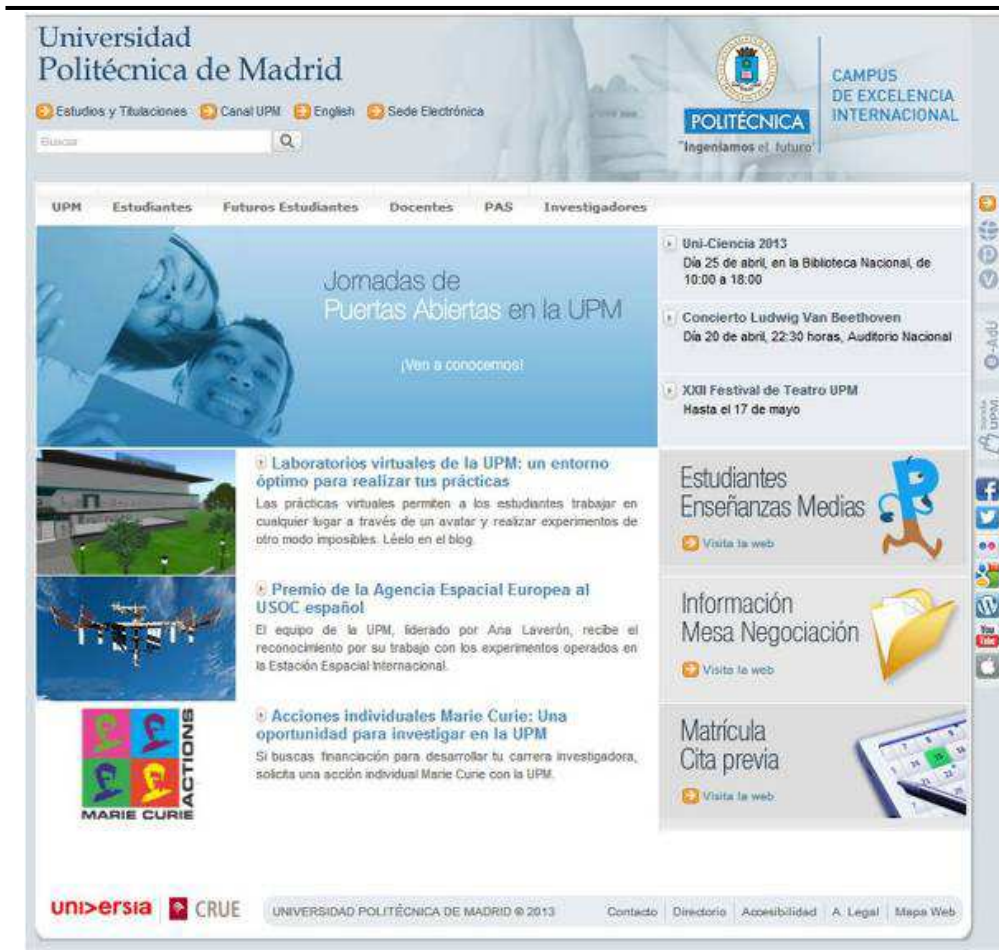 Universidad
Politécnica de Madrid
Estudios y Titulaciones Canal UPM English Sede Electrónica
Buscar
POLITÉCNICA
"Ingeniamos el futuro"
CAMPUS
DE EXCELENCIA
INTERNACIONAL
UPM Estudiantes Futuros Estudiantes Docentes PAS Investigadores
Jornadas de
Puertas Abiertas en la UPM
¡Ven a conocernos!
Uni-Ciencia 2013
Día 25 de abril, en la Biblioteca Nacional, de
10:00 a 18:00
Concierto Ludwig Van Beethoven
Día 20 de abril, 22:30 horas, Auditorio Nacional
XXII Festival de Teatro UPM
Hasta el 17 de mayo
Laboratorios virtuales de la UPM: un entorno
óptimo para realizar tus prácticas
Las prácticas virtuales permiten a los estudiantes trabajar en
cualquier lugar a través de un avatar y realizar experimentos de
otro modo imposibles. Léelo en el blog.
Premio de la Agencia Espacial Europea al
USOC español
El equipo de la UPM, liderado por Ana Laverón, recibe el
reconocimiento por su trabajo con los experimentos operados en
la Estación Espacial Internacional.
MARIE CURIE
ACTIONS
Acciones individuales Marie Curie: Una
oportunidad para investigar en la UPM
Si buscas financiación para desarrollar tu carrera investigadora,
solicita una acción individual Marie Curie con la UPM.
Estudiantes
Enseñanzas Medias
Visita la web
Información
Mesa Negociación
Visita la web
Matrícula
Cita previa
Visita la web
e-AdU
UPM
You
Tube
universia CRUE
UNIVERSIDAD POLITÉCNICA DE MADRID © 2013
Contacto Directorio Accesibilidad A. Legal Mapa Web